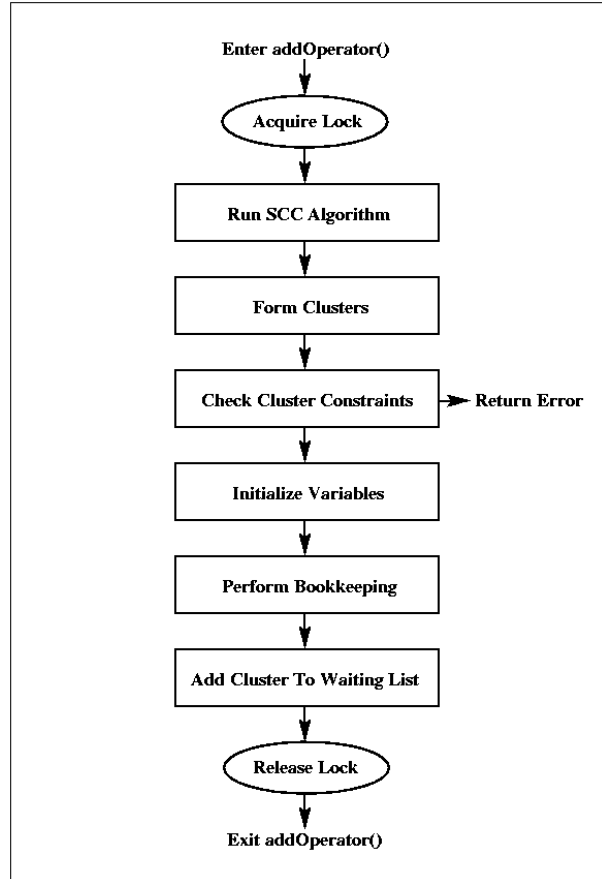 Enter addOperator()
Acquire Lock
Run SCC Algorithm
Form Clusters
Check Cluster Constraints
Return Error
Initialize Variables
Perform Bookkeeping
Add Cluster To Waiting List
Release Lock
Exit addOperator()